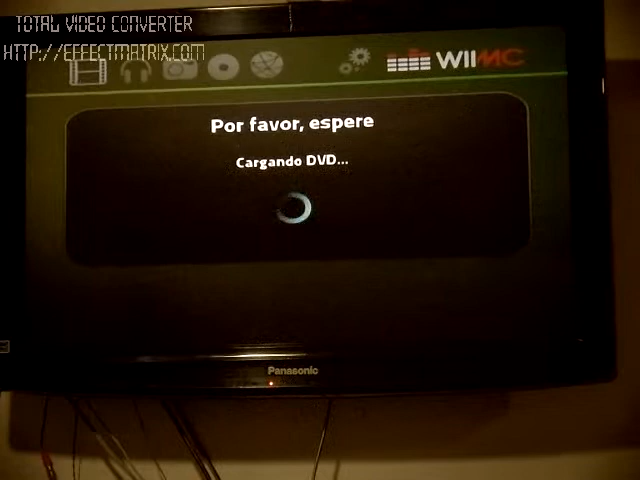 TOTAL VIDEO CONVERTER
HTTP://EFFECTMATRIX.COM
WIIMC
Por favor, espere
Cargando DVD...
Panasonic